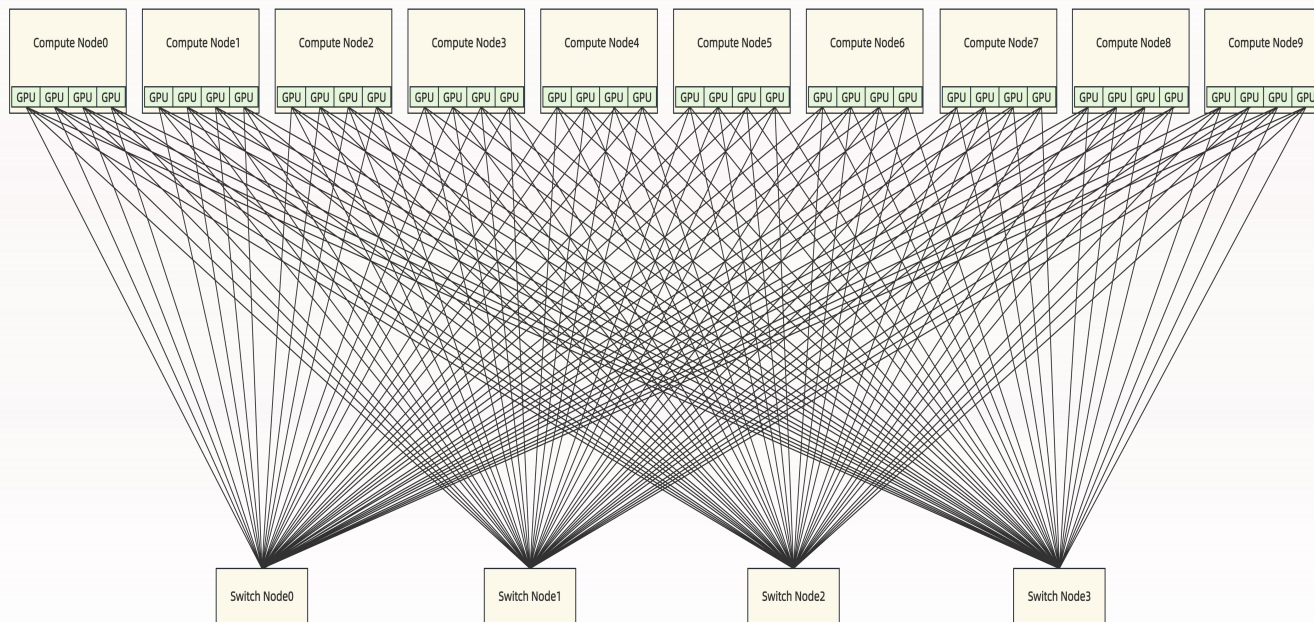 Compute Node0 Compute Node1 Compute Node2 Compute Node3 Compute Node4 Compute Node5 Compute Node6 Compute Node7 Compute Node8 Compute Node9
GPU GPU GPU GPU GPU GPU GPU GPU GPU GPU GPU GPU GPU GPU GPU GPU GPU GPU GPU GPU GPU GPU GPU GPU GPU GPU GPU GPU GPU GPU GPU GPU GPU GPU GPU GPU GPU GPU GPU GPU
Switch Node0 Switch Node1 Switch Node2 Switch Node3